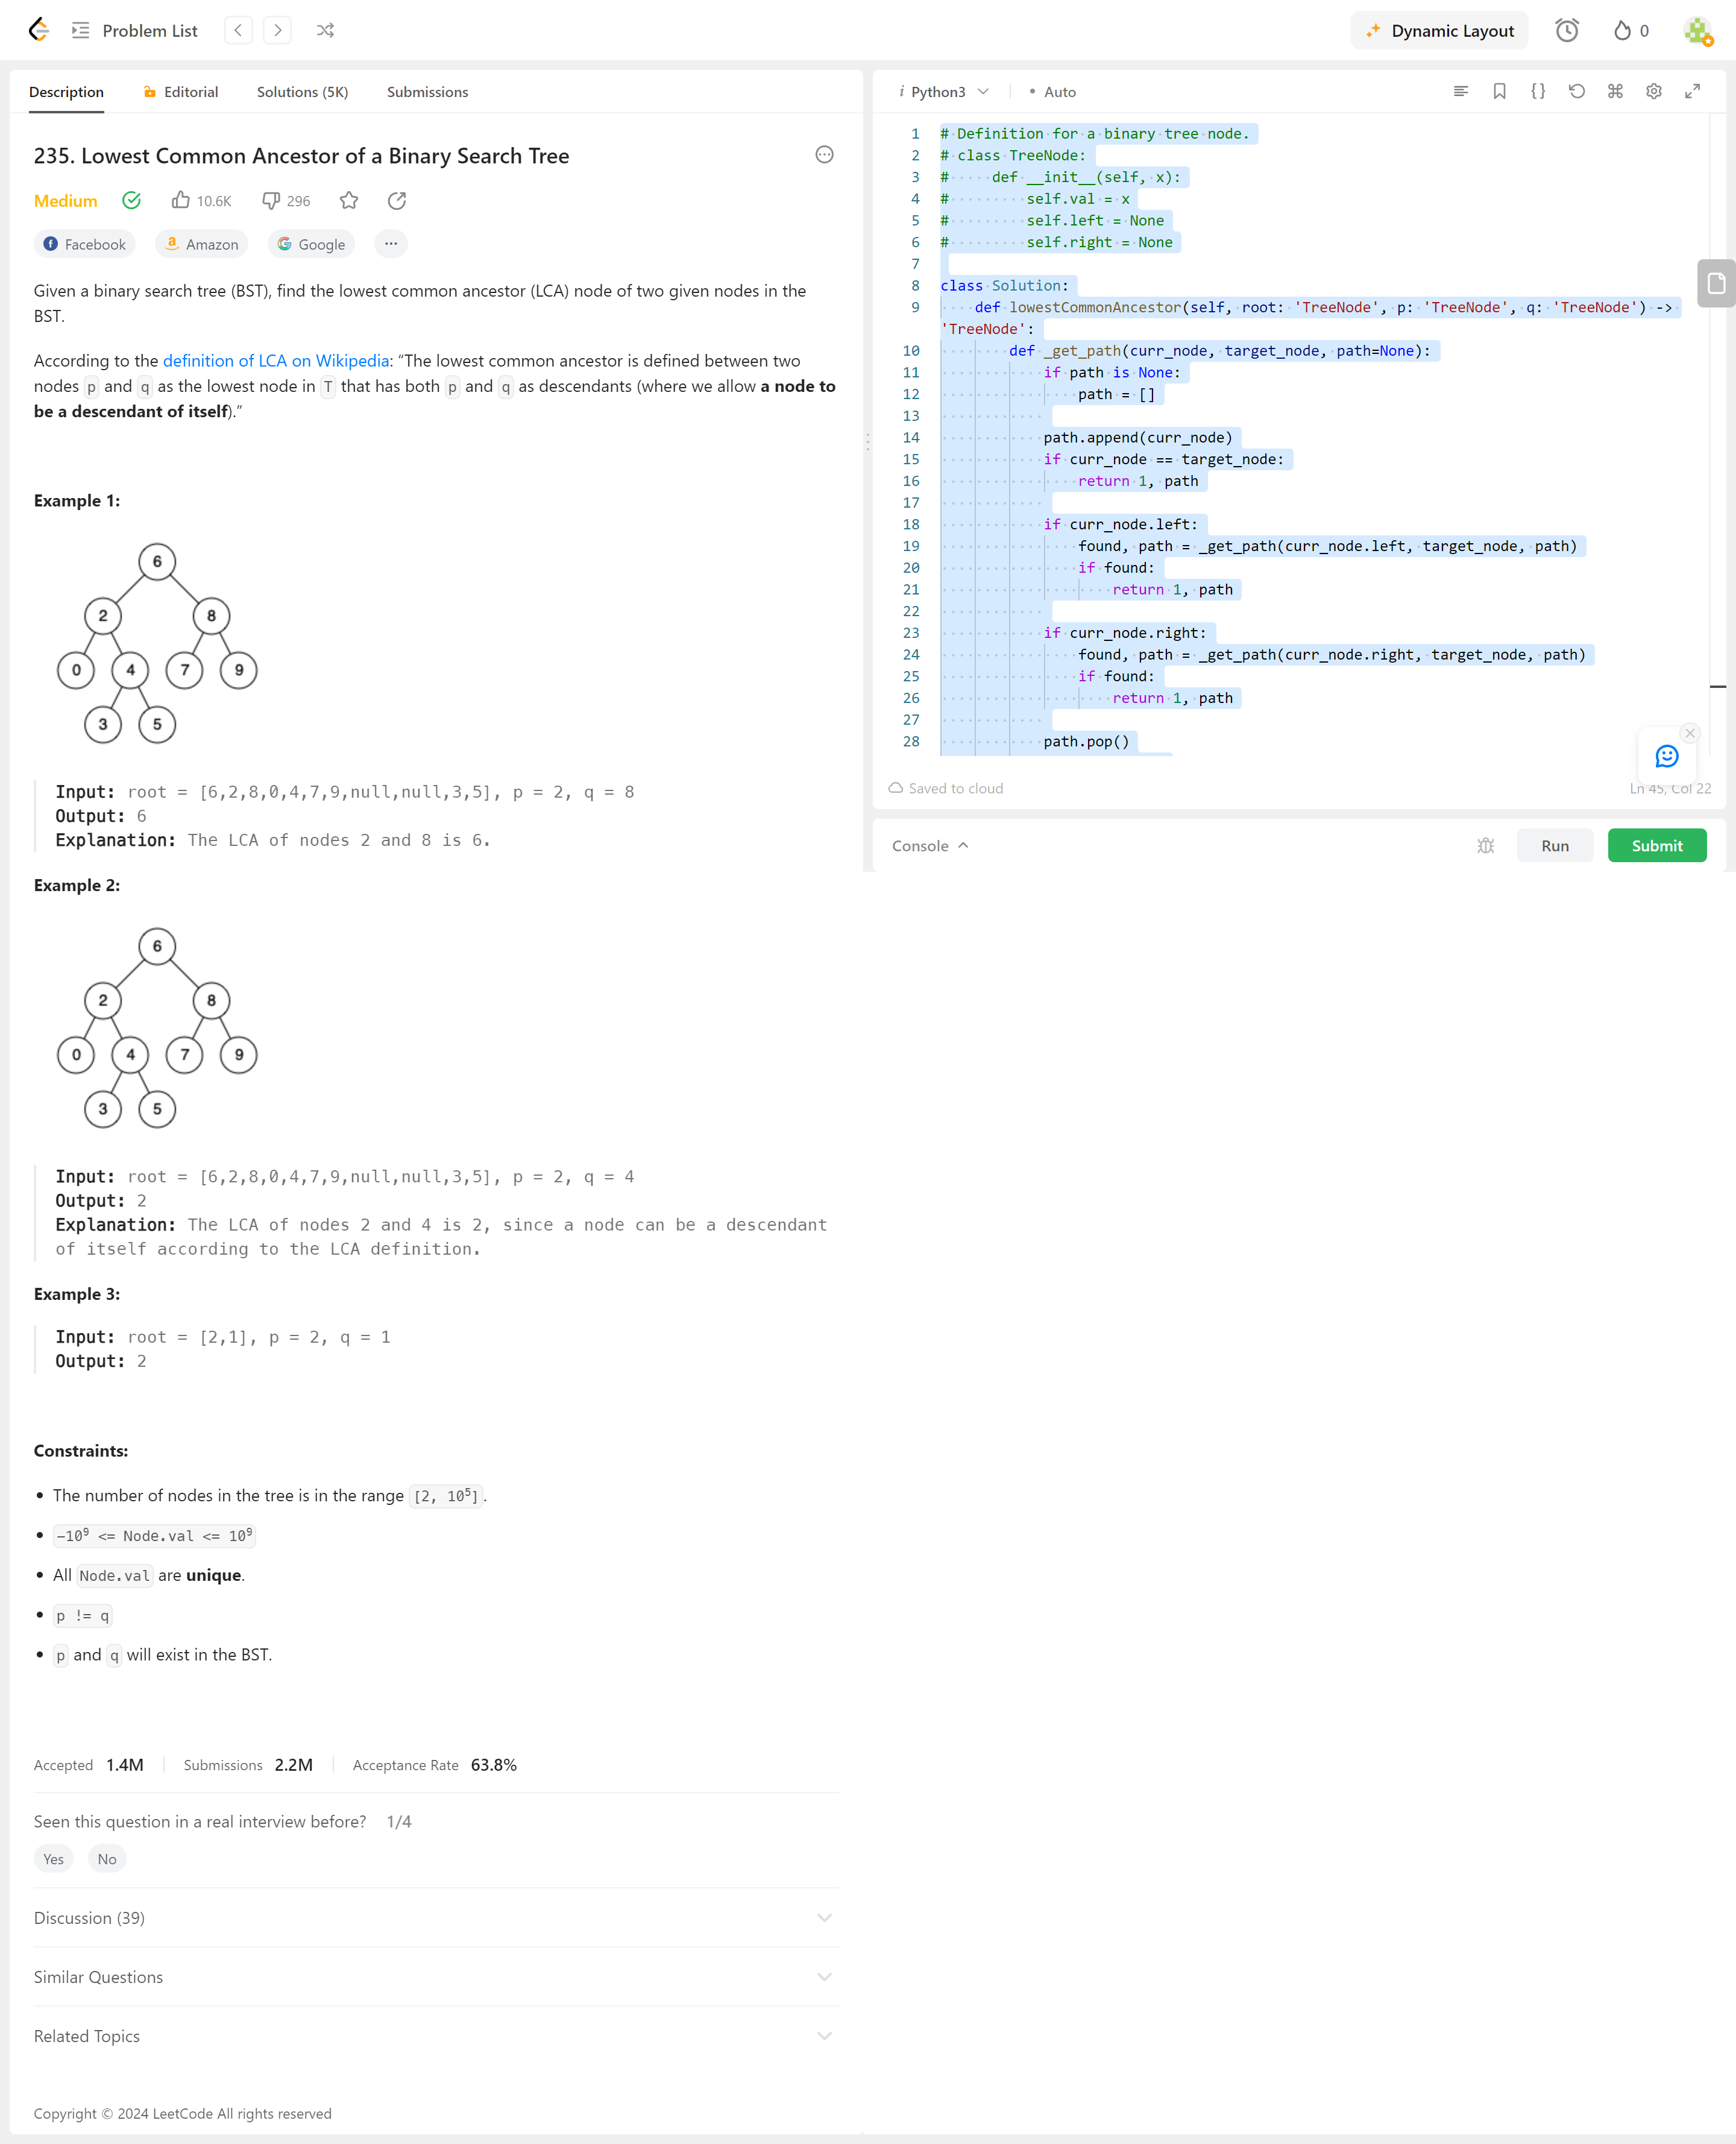 Problem List
Dynamic Layout
0
Description
Editorial
Solutions (5K)
Submissions
235. Lowest Common Ancestor of a Binary Search Tree
Medium
10.6K
296
Facebook
Amazon
Google
Given a binary search tree (BST), find the lowest common ancestor (LCA) node of two given nodes in the
BST.
According to the definition of LCA on Wikipedia: “The lowest common ancestor is defined between two
nodes p and q as the lowest node in T that has both p and q as descendants (where we allow a node to
be a descendant of itself).”
Example 1:
6
2 8
0 4 7 9
3 5
Input: root = [6,2,8,0,4,7,9,null,null,3,5], p = 2, q = 8
Output: 6
Explanation: The LCA of nodes 2 and 8 is 6.
Example 2:
6
2 8
0 4 7 9
3 5
Input: root = [6,2,8,0,4,7,9,null,null,3,5], p = 2, q = 4
Output: 2
Explanation: The LCA of nodes 2 and 4 is 2, since a node can be a descendant
of itself according to the LCA definition.
Example 3:
Input: root = [2,1], p = 2, q = 1
Output: 2
Constraints:
• The number of nodes in the tree is in the range [2, 10⁵].
• −10⁹ <= Node.val <= 10⁹
• All Node.val are unique.
• p != q
• p and q will exist in the BST.
Accepted 1.4M Submissions 2.2M Acceptance Rate 63.8%
Seen this question in a real interview before? 1/4
Yes No
Discussion (39)
Similar Questions
Related Topics
Copyright © 2024 LeetCode All rights reserved
i Python3 • Auto
1 # Definition for a binary tree node.
2 # class TreeNode:
3 #     def __init__(self, x):
4 #         self.val = x
5 #         self.left = None
6 #         self.right = None
7
8 class Solution:
9     def lowestCommonAncestor(self, root: 'TreeNode', p: 'TreeNode', q: 'TreeNode') ->
'TreeNode':
10         def _get_path(curr_node, target_node, path=None):
11             if path is None:
12                 path = []
13
14             path.append(curr_node)
15             if curr_node == target_node:
16                 return 1, path
17
18             if curr_node.left:
19                 found, path = _get_path(curr_node.left, target_node, path)
20                 if found:
21                     return 1, path
22
23             if curr_node.right:
24                 found, path = _get_path(curr_node.right, target_node, path)
25                 if found:
26                     return 1, path
27
28             path.pop()
Saved to cloud
Ln 45, Col 22
Console
Run
Submit